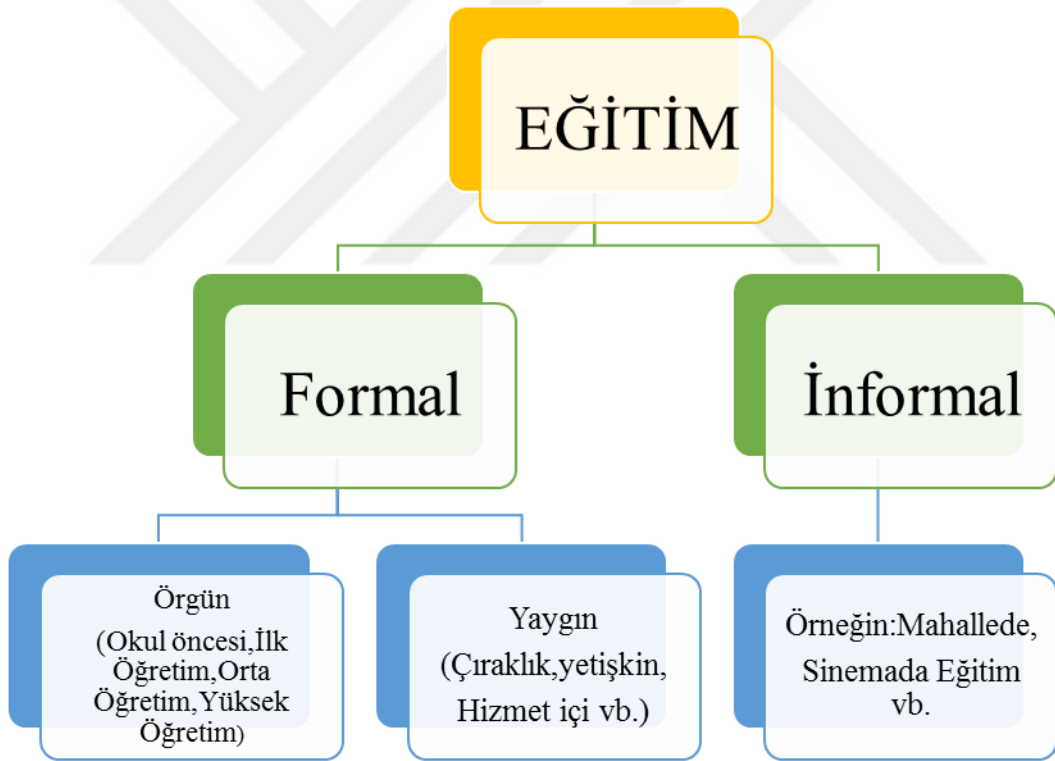 EĞİTİM
Formal
İnformal
Örgün
(Okul öncesi,İlk
Öğretim,Orta
Öğretim,Yüksek
Öğretim)
Yaygın
(Çıraklık,yetişkin,
Hizmet içi vb.)
Örneğin:Mahallede,
Sinemada Eğitim
vb.